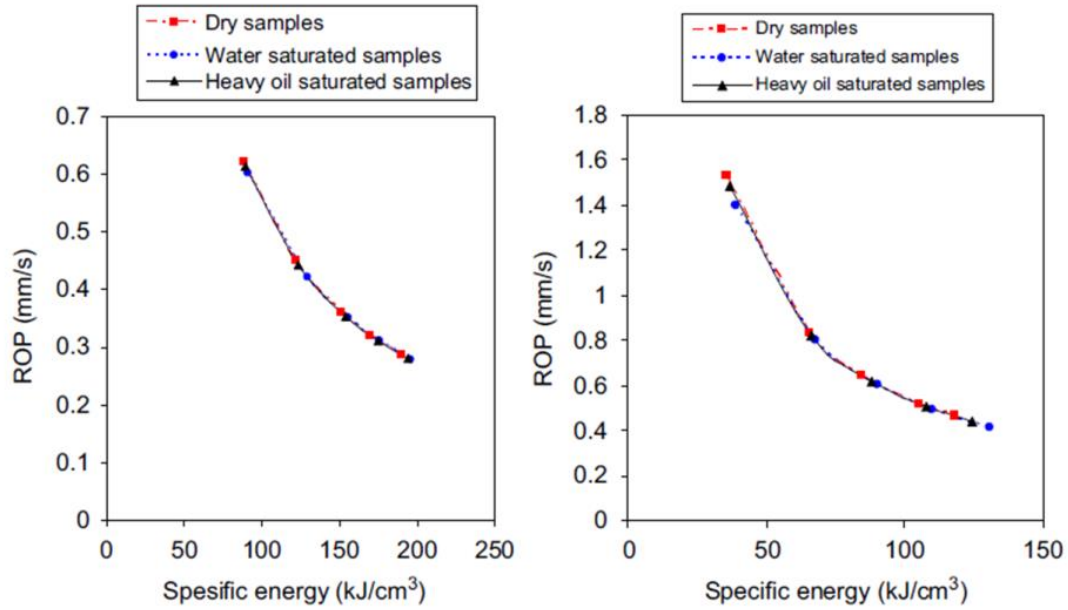 Dry samples
Water saturated samples
Heavy oil saturated samples
0.7
0.6
0.5
0.4
0.3
0.2
0.1
0
ROP (mm/s)
0 50 100 150 200 250
Spesific energy (kJ/cm³)
Dry samples
Water saturated samples
Heavy oil saturated samples
1.8
1.6
1.4
1.2
1
0.8
0.6
0.4
0.2
0
ROP (mm/s)
0 50 100 150
Specific energy (kJ/cm³)